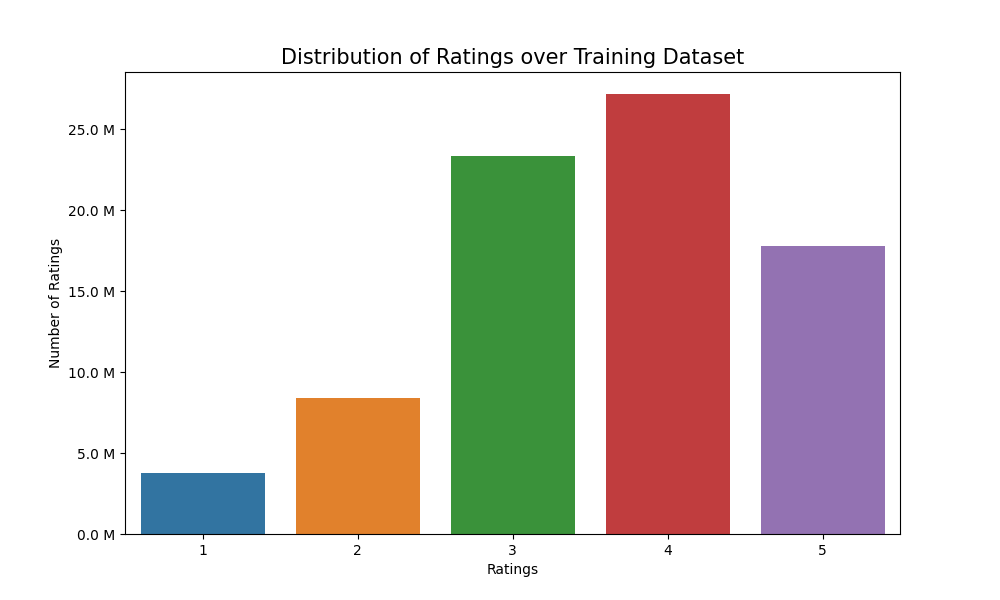 Distribution of Ratings over Training Dataset
Number of Ratings
25.0 M
20.0 M
15.0 M
10.0 M
5.0 M
0.0 M
1 2 3 4 5
Ratings